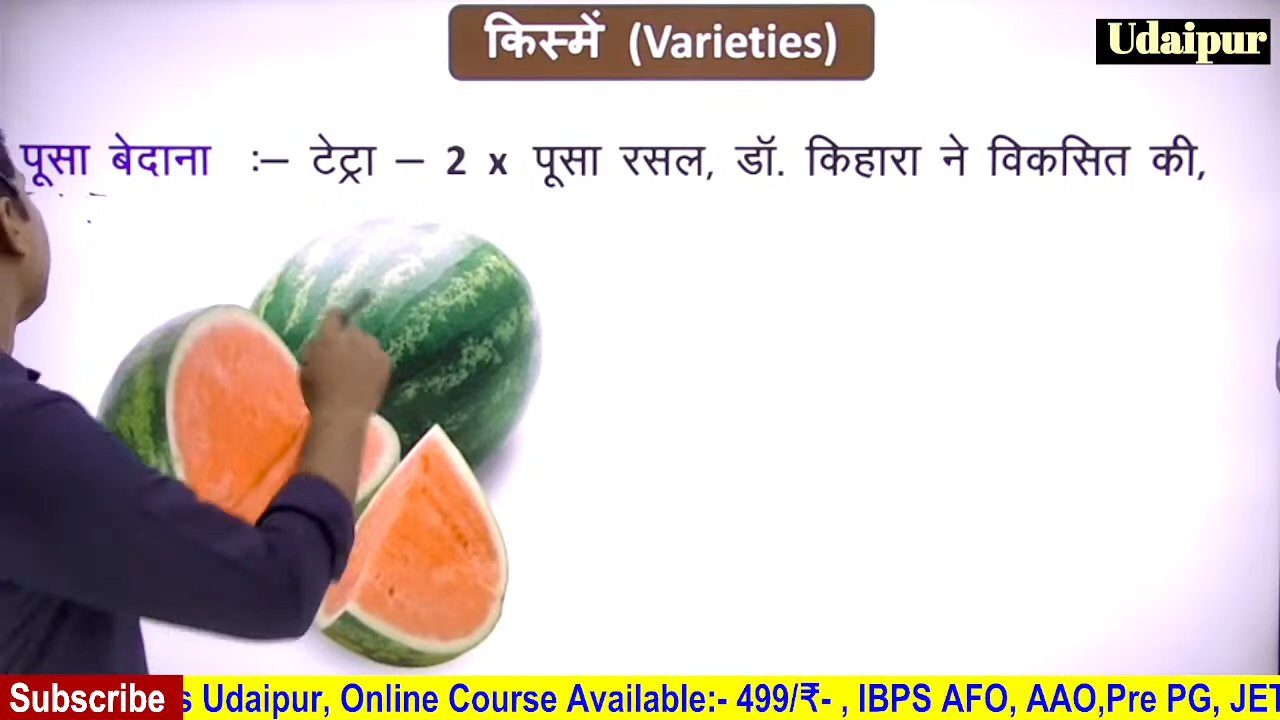 किस्में (Varieties)
Udaipur
पूसा बेदाना :– टेट्रा – 2 x पूसा रसल, डॉ. किहारा ने विकसित की,
Subscribe
s Udaipur, Online Course Available:- 499/₹- , IBPS AFO, AAO,Pre PG, JET